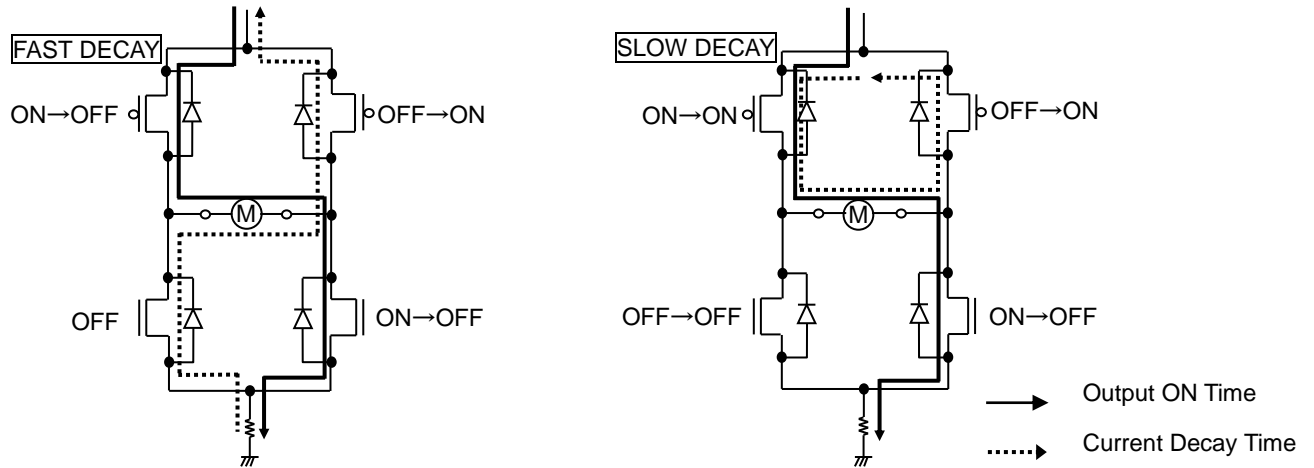 FAST DECAY
ON→OFF
OFF→ON
M
OFF
ON→OFF
SLOW DECAY
ON→ON
OFF→ON
M
OFF→OFF
ON→OFF
Output ON Time
Current Decay Time